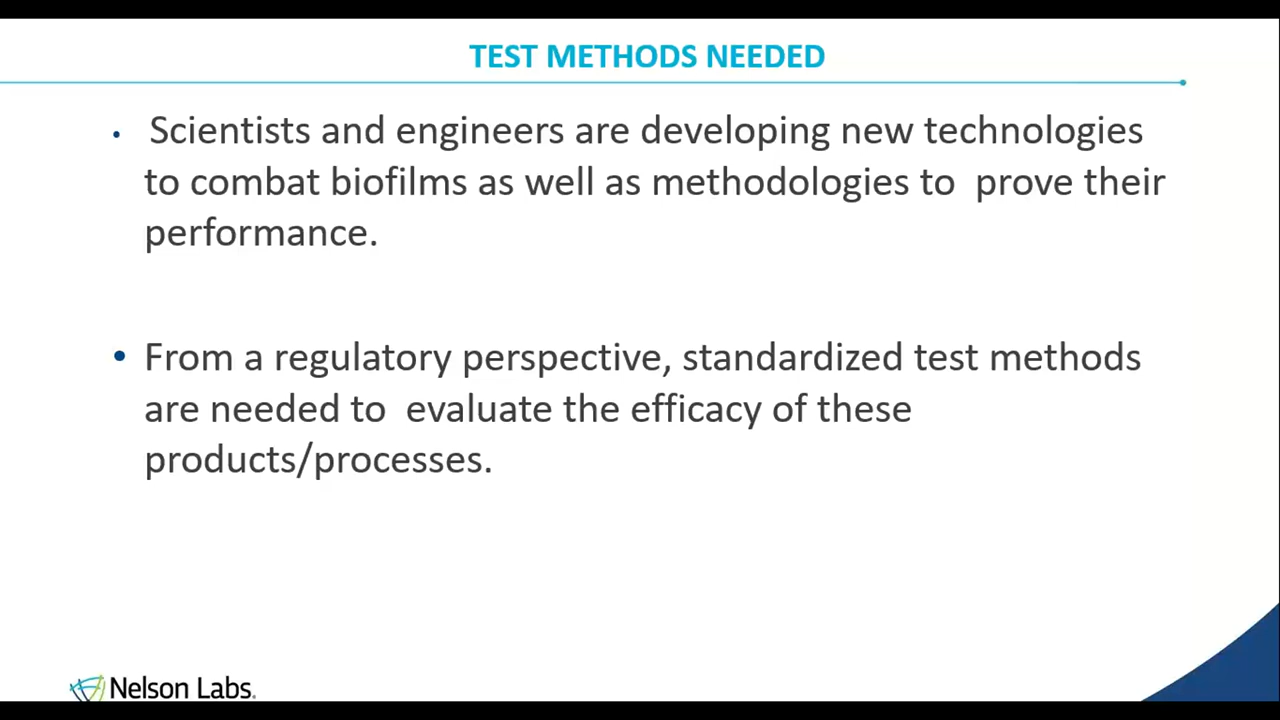 TEST METHODS NEEDED
• Scientists and engineers are developing new technologies
to combat biofilms as well as methodologies to  prove their
performance.
• From a regulatory perspective, standardized test methods
are needed to  evaluate the efficacy of these
products/processes.
Nelson Labs.